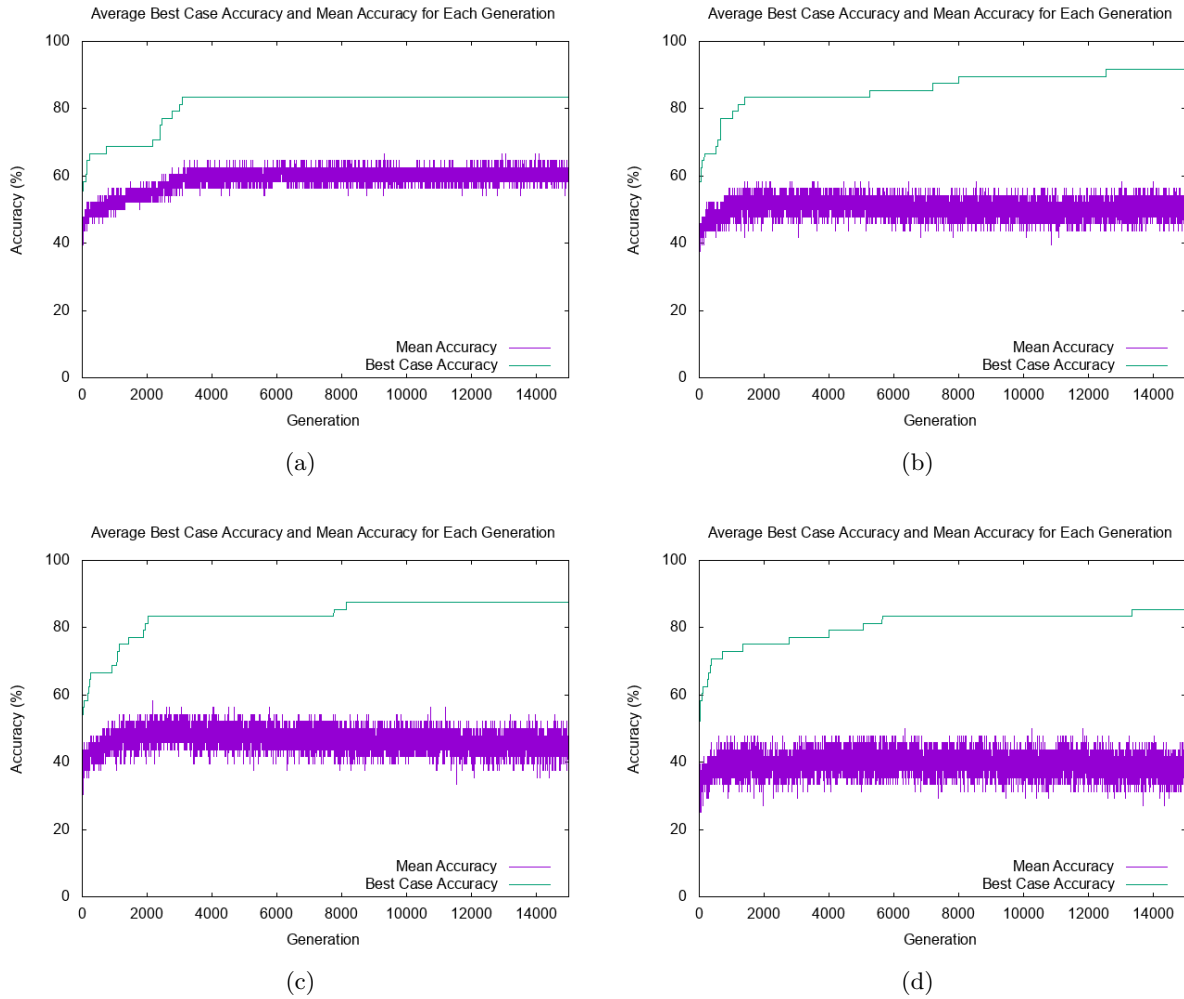 Average Best Case Accuracy and Mean Accuracy for Each Generation
100
80
60
40
20
0
Accuracy (%)
Mean Accuracy
Best Case Accuracy
0 2000 4000 6000 8000 10000 12000 14000
Generation
(a)
Average Best Case Accuracy and Mean Accuracy for Each Generation
100
80
60
40
20
0
Accuracy (%)
Mean Accuracy
Best Case Accuracy
0 2000 4000 6000 8000 10000 12000 14000
Generation
(b)
Average Best Case Accuracy and Mean Accuracy for Each Generation
100
80
60
40
20
0
Accuracy (%)
Mean Accuracy
Best Case Accuracy
0 2000 4000 6000 8000 10000 12000 14000
Generation
(c)
Average Best Case Accuracy and Mean Accuracy for Each Generation
100
80
60
40
20
0
Accuracy (%)
Mean Accuracy
Best Case Accuracy
0 2000 4000 6000 8000 10000 12000 14000
Generation
(d)